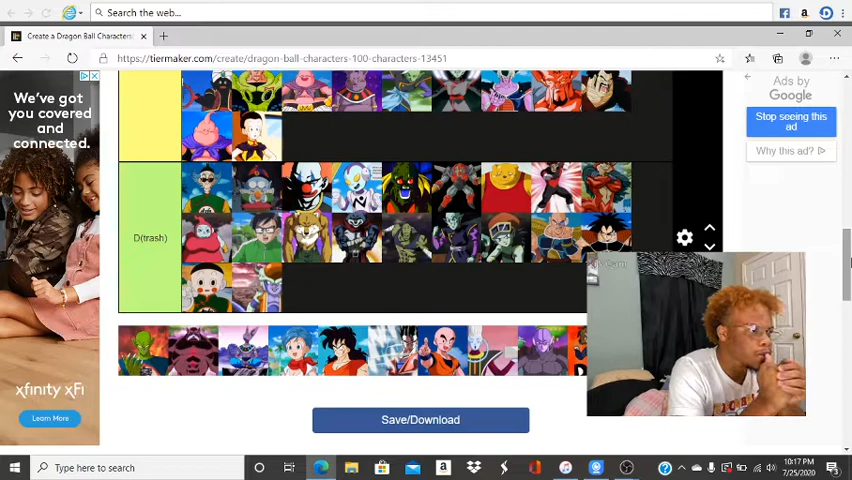 Search the web...
Create a Dragon Ball Characters
https://tiermaker.com/create/dragon-ball-characters-100-characters-13451
We've got
you covered
and
connected.
xfinity xFi
Learn More
D(trash)
Save/Download
Ads by
Google
Stop seeing this
ad
Why this ad?
Type here to search
10:17 PM
7/25/2020